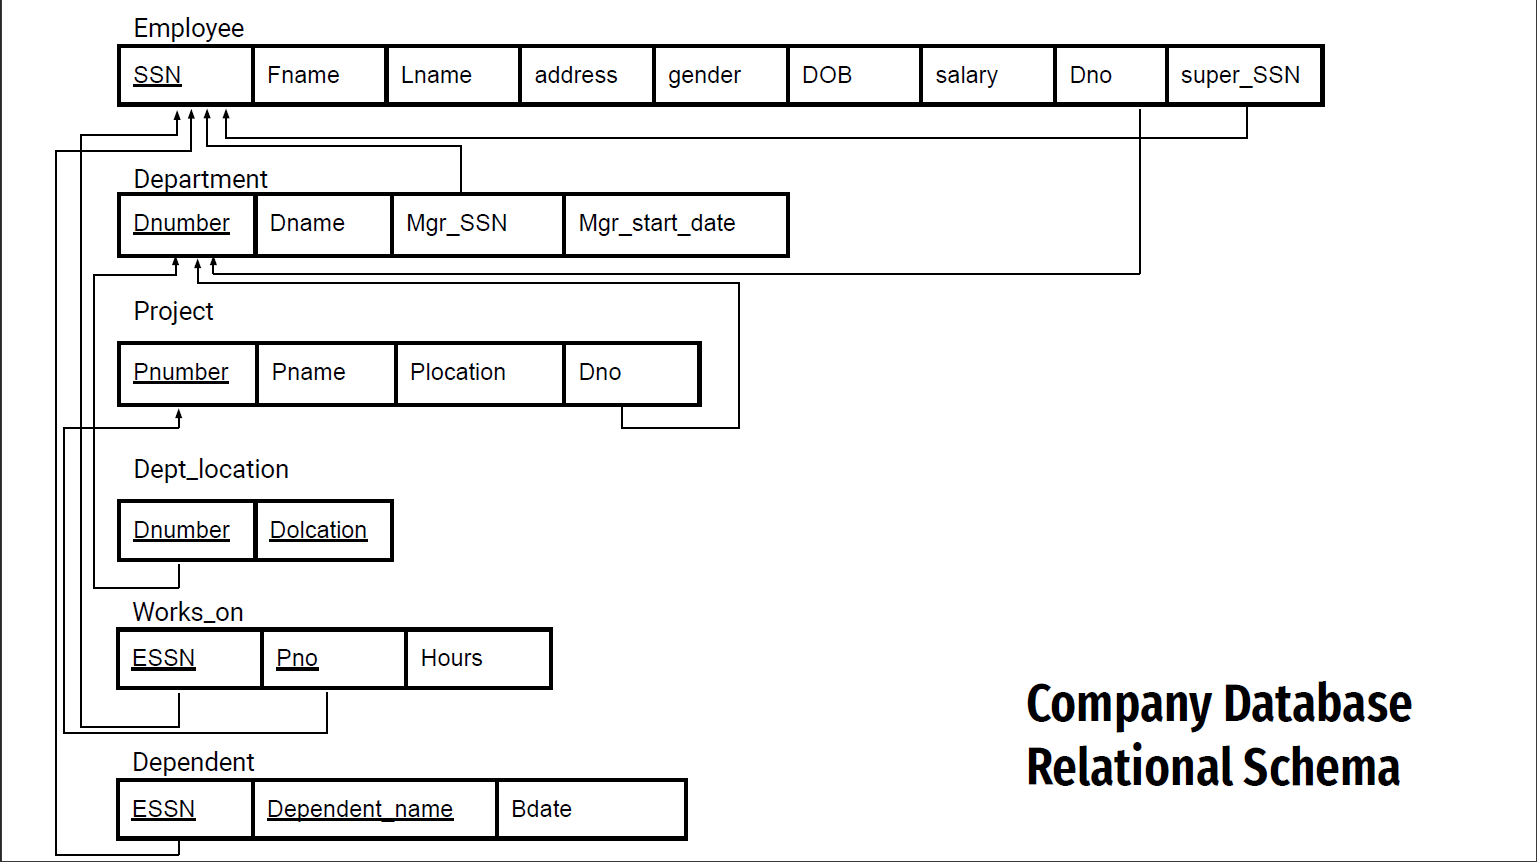 Employee
SSN Fname Lname address gender DOB salary Dno super_SSN
Department
Dnumber Dname Mgr_SSN Mgr_start_date
Project
Pnumber Pname Plocation Dno
Dept_location
Dnumber Dolcation
Works_on
ESSN Pno Hours
Dependent
ESSN Dependent_name Bdate
Company Database
Relational Schema